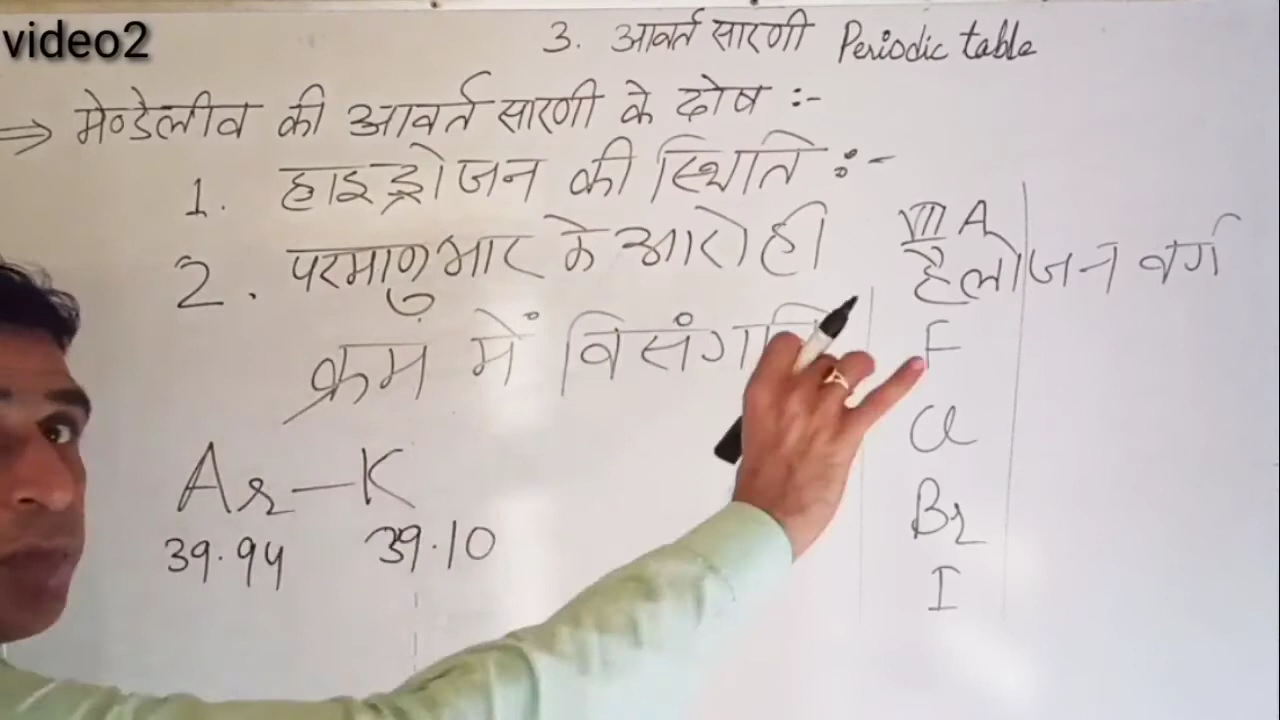 video2
3. आवर्त सारणी Periodic table
⇒ मेण्डेलीव की आवर्त सारणी के दोष :-
1. हाइड्रोजन की स्थिति :-
2. परमाणुभार के आरोही
क्रम में
VII A
हैलोजन वर्ग
F
Cl
Br
I
Ar — K
39.94 39.10